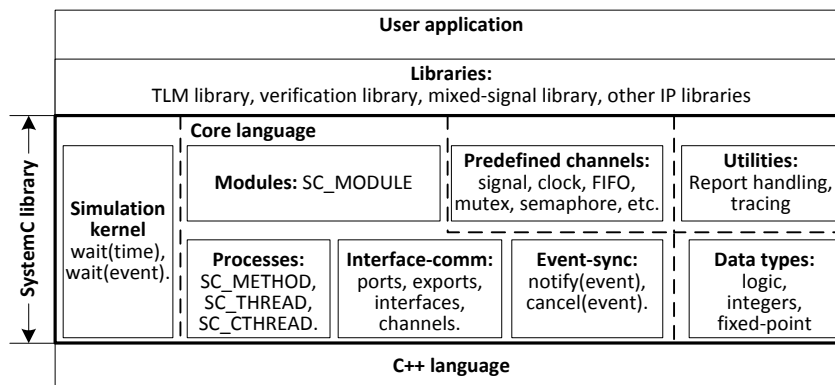 User application
Libraries:
TLM library, verification library, mixed-signal library, other IP libraries
SystemC library
Core language
Simulation
kernel
wait(time),
wait(event).
Modules: SC_MODULE
Predefined channels:
signal, clock, FIFO,
mutex, semaphore, etc.
Utilities:
Report handling,
tracing
Processes:
SC_METHOD,
SC_THREAD,
SC_CTHREAD.
Interface-comm:
ports, exports,
interfaces,
channels.
Event-sync:
notify(event),
cancel(event).
Data types:
logic,
integers,
fixed-point
C++ language